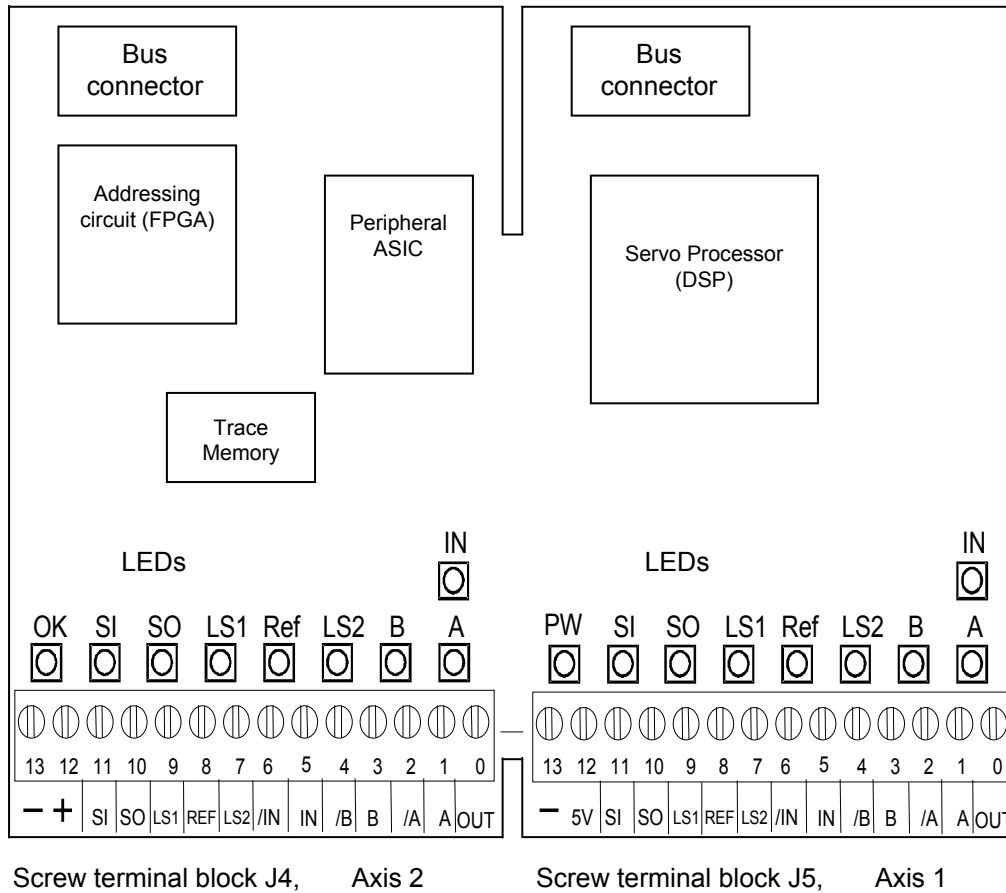 Bus
connector
Bus
connector
Addressing
circuit (FPGA)
Peripheral
ASIC
Servo Processor
(DSP)
Trace
Memory
LEDs
IN
LEDs
IN
OK SI SO LS1 Ref LS2 B A
PW SI SO LS1 Ref LS2 B A
13 12 11 10 9 8 7 6 5 4 3 2 1 0
13 12 11 10 9 8 7 6 5 4 3 2 1 0
− + SI SO LS1 REF LS2 /IN IN /B B /A A OUT
− 5V SI SO LS1 REF LS2 /IN IN /B B /A A OUT
Screw terminal block J4, Axis 2
Screw terminal block J5, Axis 1